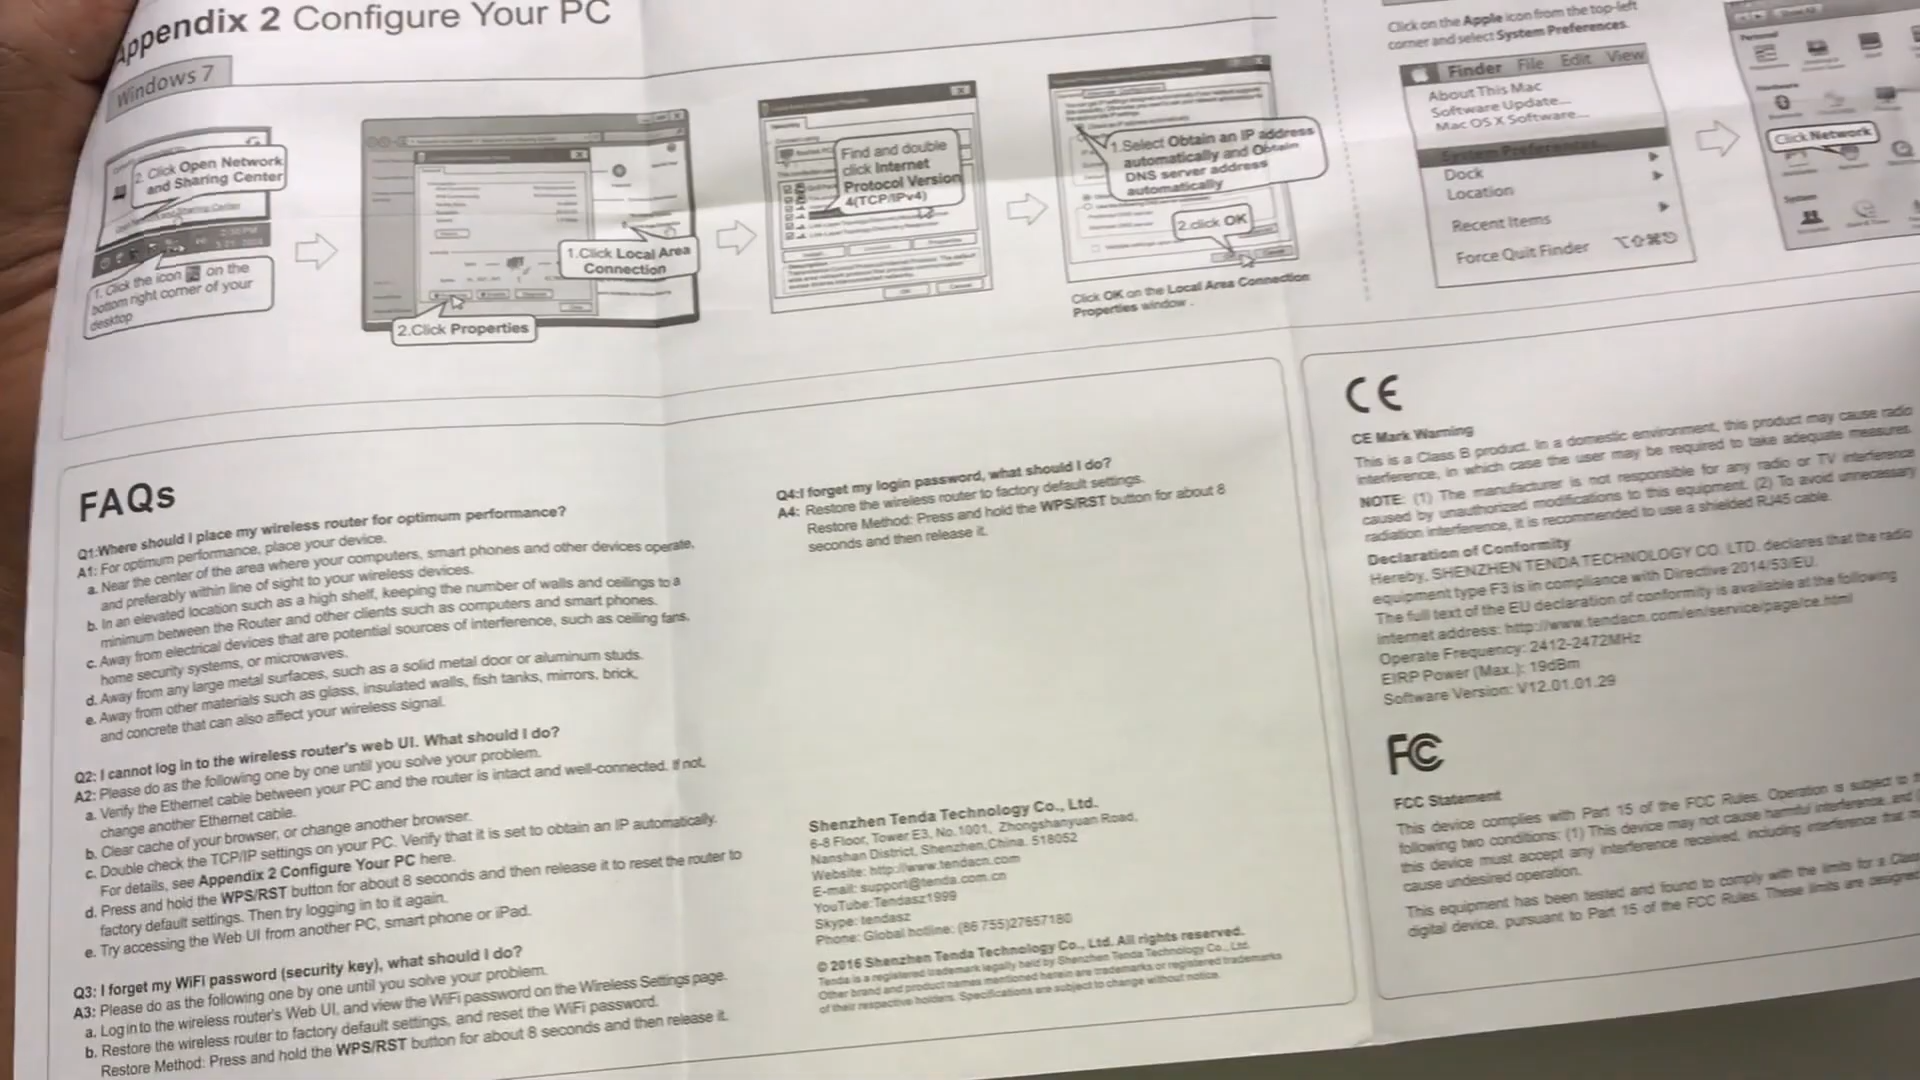 Appendix 2 Configure Your PC
Windows 7
2. Click Open Network
and Sharing Center
1. Click the icon on the
bottom right corner of your
desktop
1.Click Local Area
Connection
2.Click Properties
Find and double
click Internet
Protocol Version
4(TCP/IPv4)
1.Select Obtain an IP address
automatically and Obtain
DNS server address
automatically
2.click OK
Click OK on the Local Area Connection
Properties window .
Click on the Apple icon from the top-left
corner and select System Preferences.
Finder File Edit View
About This Mac
Software Update...
Mac OS X Software...
System Preferences...
Dock
Location
Recent Items
Force Quit Finder
Click Network
FAQs
Q1:Where should I place my wireless router for optimum performance?
A1: For optimum performance, place your device.
a. Near the center of the area where your computers, smart phones and other devices operate,
and preferably within line of sight to your wireless devices.
b. In an elevated location such as a high shelf, keeping the number of walls and ceilings to a
minimum between the Router and other clients such as computers and smart phones.
c. Away from electrical devices that are potential sources of interference, such as ceiling fans,
home security systems, or microwaves.
d. Away from any large metal surfaces, such as a solid metal door or aluminum studs.
e. Away from other materials such as glass, insulated walls, fish tanks, mirrors, brick,
and concrete that can also affect your wireless signal.
Q2: I cannot log in to the wireless router's web UI. What should I do?
A2: Please do as the following one by one until you solve your problem.
a. Verify the Ethernet cable between your PC and the router is intact and well-connected. If not,
change another Ethernet cable.
b. Clear cache of your browser, or change another browser.
c. Double check the TCP/IP settings on your PC. Verify that it is set to obtain an IP automatically.
For details, see Appendix 2 Configure Your PC here.
d. Press and hold the WPS/RST button for about 8 seconds and then release it to reset the router to
factory default settings. Then try logging in to it again.
e. Try accessing the Web UI from another PC, smart phone or iPad.
Q3: I forget my WiFi password (security key), what should I do?
A3: Please do as the following one by one until you solve your problem.
a. Log in to the wireless router's Web UI, and view the WiFi password on the Wireless Settings page.
b. Restore the wireless router to factory default settings, and reset the WiFi password.
Restore Method: Press and hold the WPS/RST button for about 8 seconds and then release it.
Q4:I forget my login password, what should I do?
A4: Restore the wireless router to factory default settings.
Restore Method: Press and hold the WPS/RST button for about 8
seconds and then release it.
Shenzhen Tenda Technology Co., Ltd.
6-8 Floor, Tower E3, No.1001, Zhongshanyuan Road,
Nanshan District, Shenzhen,China. 518052
Website: http://www.tendacn.com
E-mail: support@tenda.com.cn
YouTube:Tendasz1999
Skype: tendasz
Phone: Global hotline: (86 755)27657180
© 2016 Shenzhen Tenda Technology Co., Ltd. All rights reserved.
Tenda is a registered trademark legally held by Shenzhen Tenda Technology Co., Ltd.
Other brand and product names mentioned herein are trademarks or registered trademarks
of their respective holders. Specifications are subject to change without notice.
CE
CE Mark Warning
This is a Class B product. In a domestic environment, this product may cause radio
interference, in which case the user may be required to take adequate measures.
NOTE: (1) The manufacturer is not responsible for any radio or TV interference
caused by unauthorized modifications to this equipment. (2) To avoid unnecessary
radiation interference, it is recommended to use a shielded RJ45 cable.
Declaration of Conformity
Hereby, SHENZHEN TENDA TECHNOLOGY CO. LTD. declares that the radio
equipment type F3 is in compliance with Directive 2014/53/EU.
The full text of the EU declaration of conformity is available at the following
internet address: http://www.tendacn.com/en/service/page/ce.html
Operate Frequency: 2412-2472MHz
EIRP Power (Max.): 19dBm
Software Version: V12.01.01.29
FC
FCC Statement
This device complies with Part 15 of the FCC Rules. Operation is subject to
following two conditions: (1) This device may not cause harmful interference, and
this device must accept any interference received, including interference that
cause undesired operation.
This equipment has been tested and found to comply with the limits for a Class
digital device, pursuant to Part 15 of the FCC Rules. These limits are designed